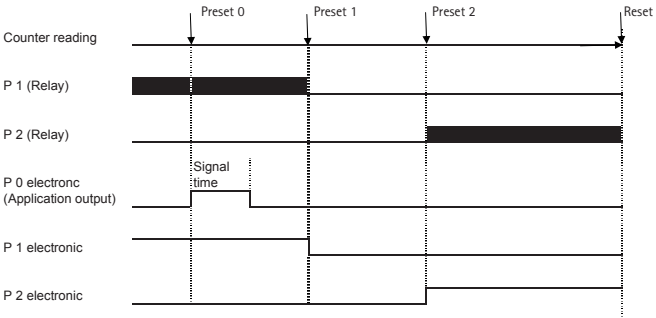 Preset 0 Preset 1 Preset 2 Reset
Counter reading
P 1 (Relay)
P 2 (Relay)
Signal
time
P 0 electronc
(Application output)
P 1 electronic
P 2 electronic